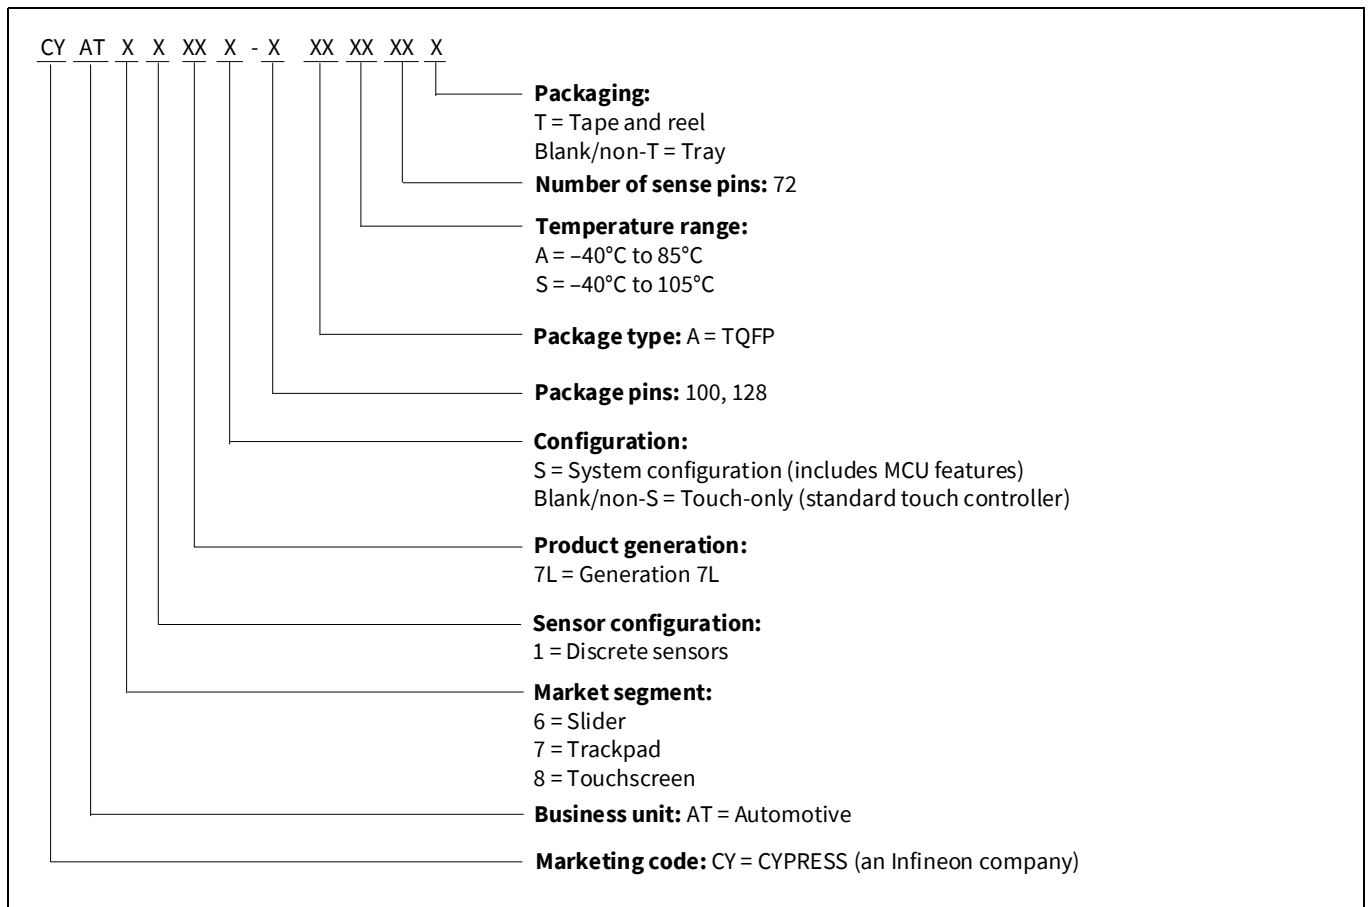 CY AT X X XX X - X XX XX XX X
Packaging:
T = Tape and reel
Blank/non-T = Tray
Number of sense pins: 72
Temperature range:
A = –40°C to 85°C
S = –40°C to 105°C
Package type: A = TQFP
Package pins: 100, 128
Configuration:
S = System configuration (includes MCU features)
Blank/non-S = Touch-only (standard touch controller)
Product generation:
7L = Generation 7L
Sensor configuration:
1 = Discrete sensors
Market segment:
6 = Slider
7 = Trackpad
8 = Touchscreen
Business unit: AT = Automotive
Marketing code: CY = CYPRESS (an Infineon company)